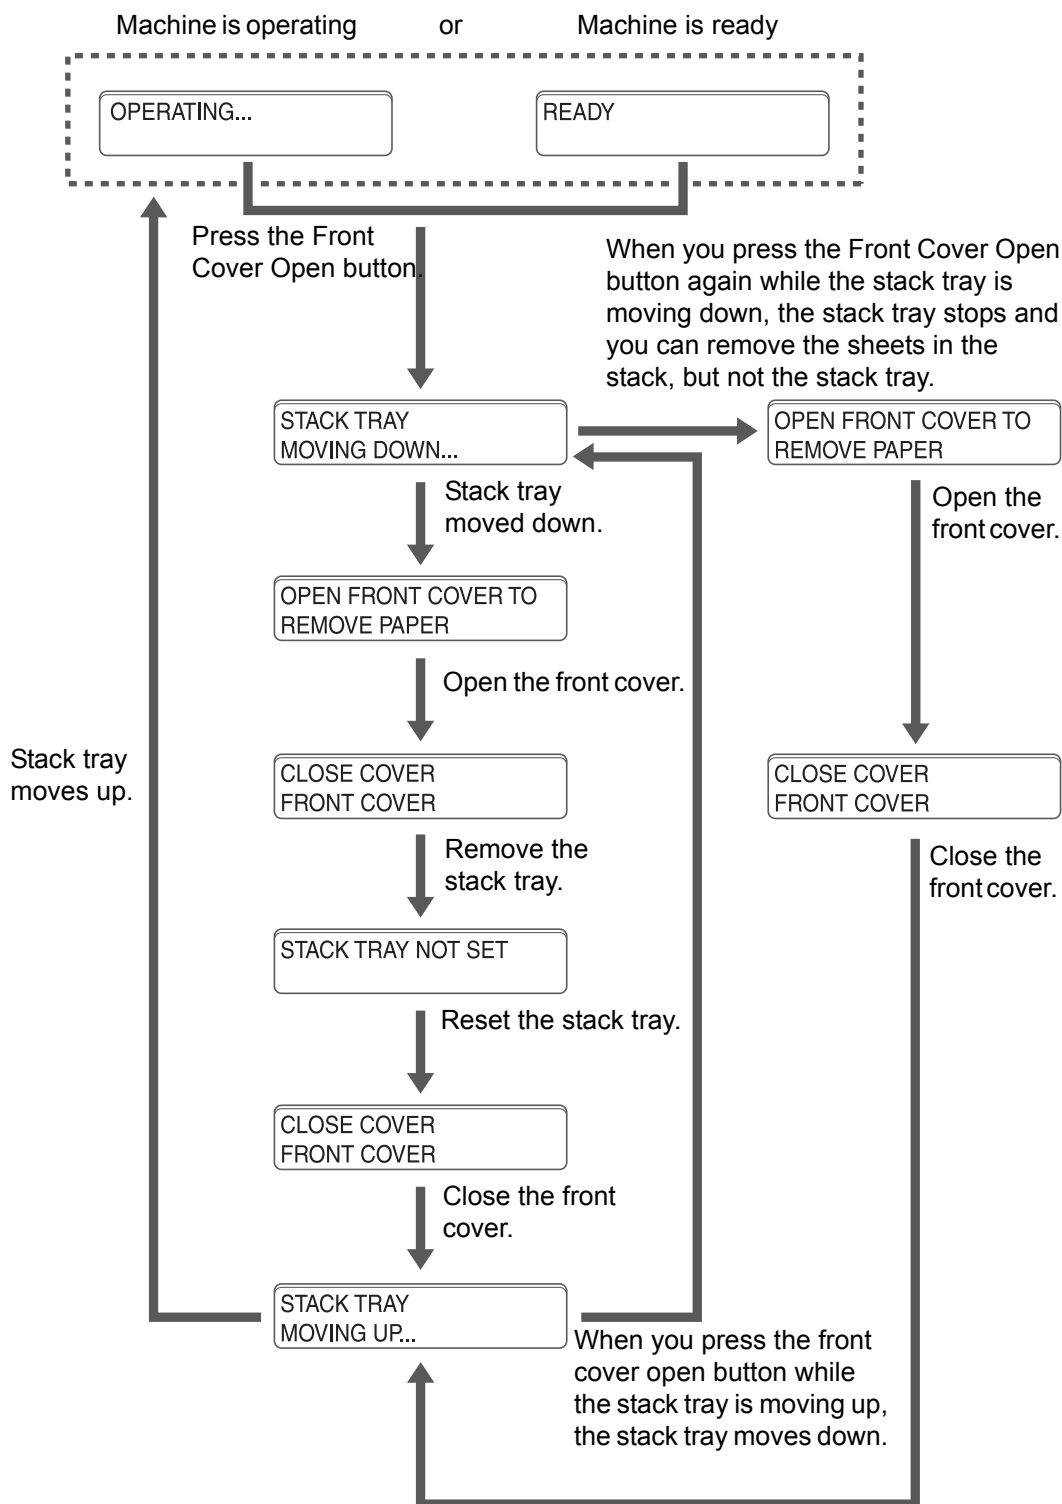 Machine is operating or Machine is ready
OPERATING...
READY
Press the Front
Cover Open button.
When you press the Front Cover Open
button again while the stack tray is
moving down, the stack tray stops and
you can remove the sheets in the
stack, but not the stack tray.
STACK TRAY
MOVING DOWN...
OPEN FRONT COVER TO
REMOVE PAPER
Stack tray
moved down.
Open the
front cover.
OPEN FRONT COVER TO
REMOVE PAPER
Open the front cover.
Stack tray
moves up.
CLOSE COVER
FRONT COVER
CLOSE COVER
FRONT COVER
Remove the
stack tray.
Close the
front cover.
STACK TRAY NOT SET
Reset the stack tray.
CLOSE COVER
FRONT COVER
Close the front
cover.
STACK TRAY
MOVING UP...
When you press the front
cover open button while
the stack tray is moving up,
the stack tray moves down.